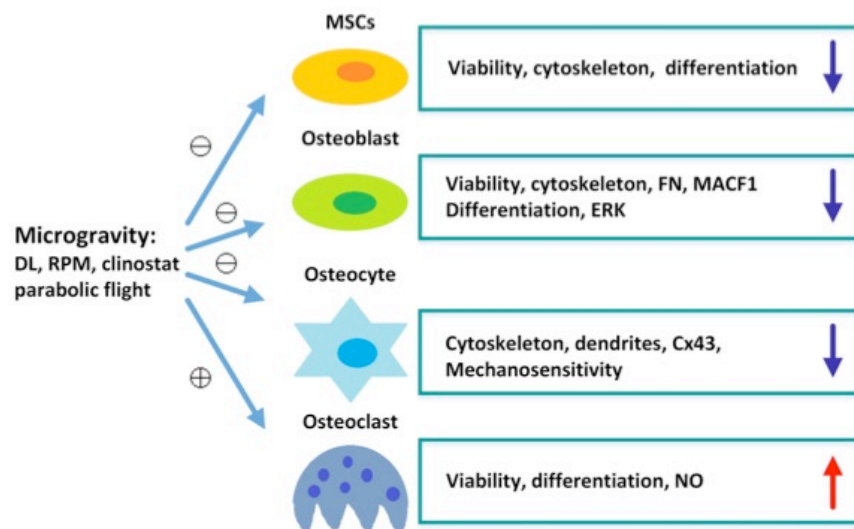 MSCs
Viability, cytoskeleton, differentiation
Osteoblast
Viability, cytoskeleton, FN, MACF1
Differentiation, ERK
Microgravity:
DL, RPM, clinostat
parabolic flight
Osteocyte
Cytoskeleton, dendrites, Cx43,
Mechanosensitivity
Osteoclast
Viability, differentiation, NO